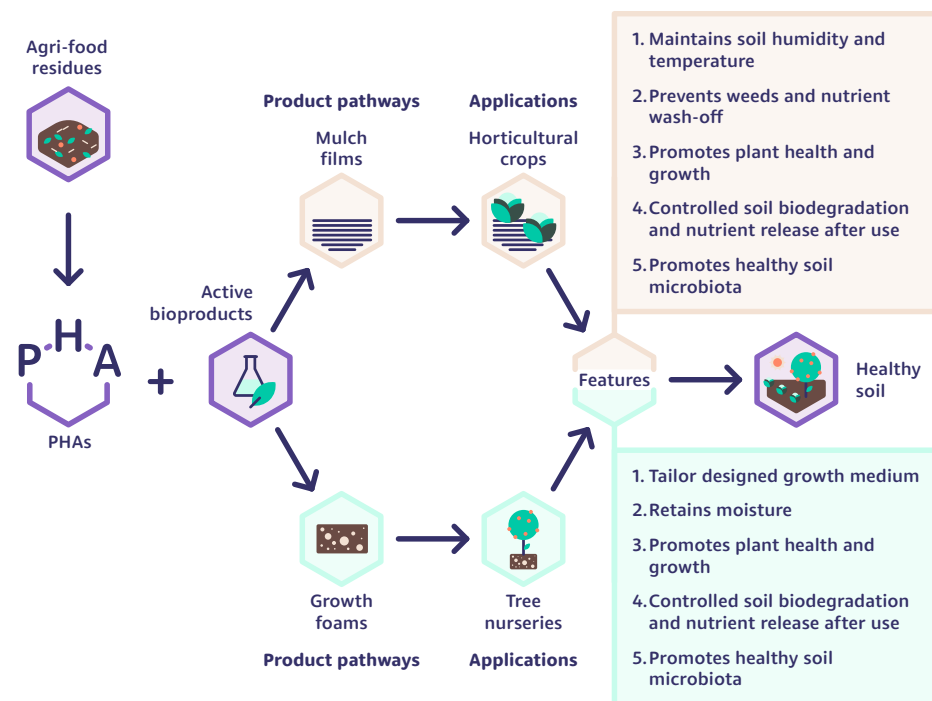 Agri-food
residues
PHA
PHAs
+
Active
bioproducts
Product pathways
Mulch
films
Applications
Horticultural
crops
Growth
foams
Product pathways
Tree
nurseries
Applications
Features
1. Maintains soil humidity and
temperature
2. Prevents weeds and nutrient
wash-off
3. Promotes plant health and
growth
4. Controlled soil biodegradation
and nutrient release after use
5. Promotes healthy soil
microbiota
Healthy
soil
1. Tailor designed growth medium
2. Retains moisture
3. Promotes plant health and
growth
4. Controlled soil biodegradation
and nutrient release after use
5. Promotes healthy soil
microbiota